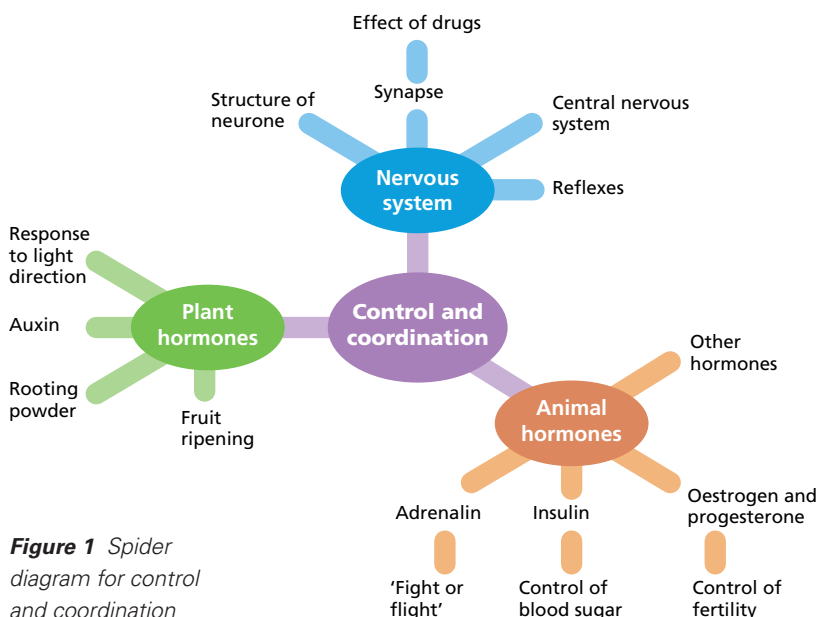 Effect of drugs
Synapse
Structure of
neurone
Central nervous
system
Nervous
system
Reflexes
Response
to light
direction
Auxin
Rooting
powder
Plant
hormones
Fruit
ripening
Control and
coordination
Other
hormones
Animal
hormones
Adrenalin
Insulin
Oestrogen and
progesterone
'Fight or
flight'
Control of
blood sugar
Control of
fertility
Figure 1 Spider
diagram for control
and coordination